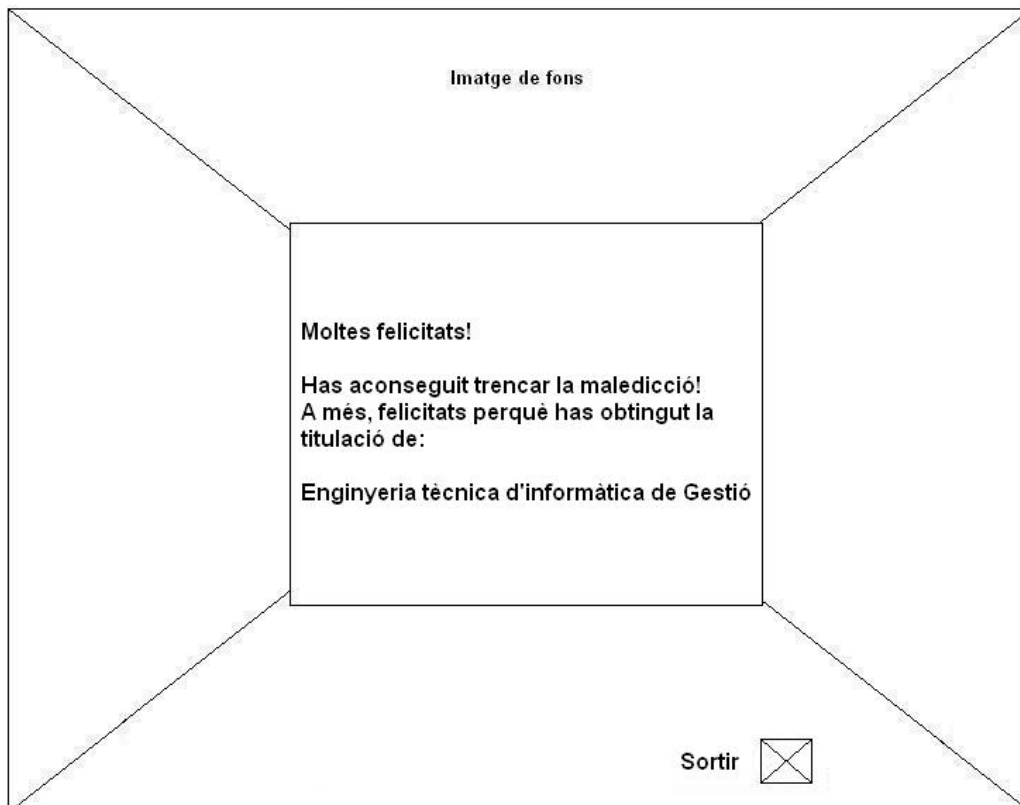 Imatge de fons
Moltes felicitats!
Has aconseguit trencar la maledicció!
A més, felicitats perquè has obtingut la
titulació de:
Enginyeria tècnica d'informàtica de Gestió
Sortir